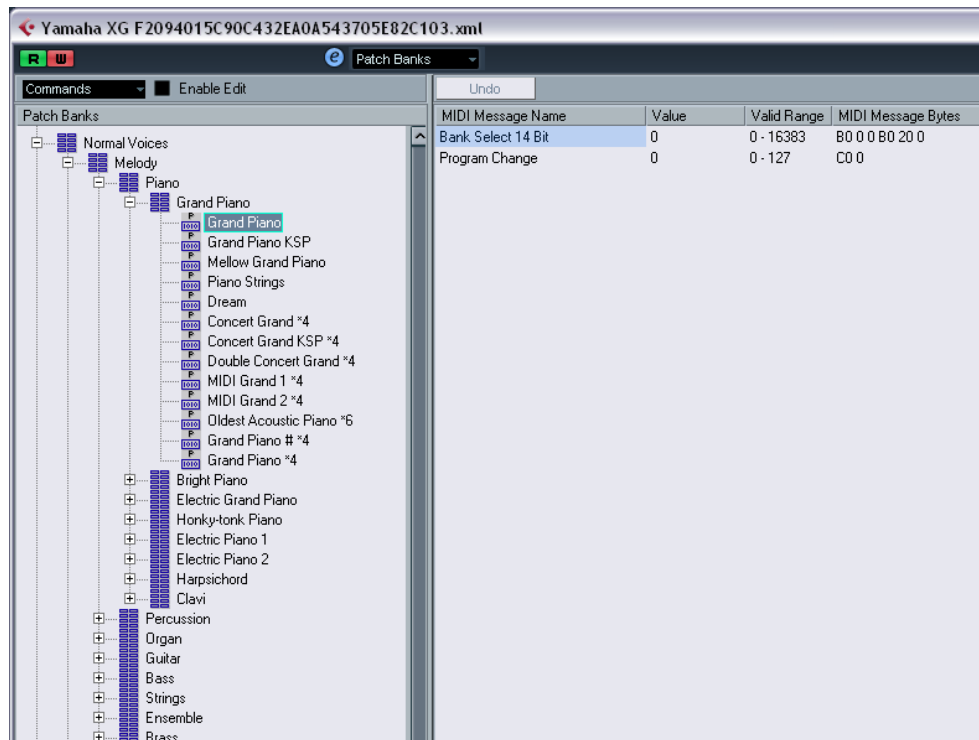 Yamaha XG F2094015C90C432EA0A543705E82C103.xml
R W e Patch Banks
Commands Enable Edit Undo
Patch Banks
MIDI Message Name Value Valid Range MIDI Message Bytes
Bank Select 14 Bit 0 0 - 16383 B0 0 0 B0 20 0
Program Change 0 0 - 127 C0 0
Normal Voices
Melody
Piano
Grand Piano
Grand Piano
Grand Piano KSP
Mellow Grand Piano
Piano Strings
Dream
Concert Grand *4
Concert Grand KSP *4
Double Concert Grand *4
MIDI Grand 1 *4
MIDI Grand 2 *4
Oldest Acoustic Piano *6
Grand Piano # *4
Grand Piano *4
Bright Piano
Electric Grand Piano
Honky-tonk Piano
Electric Piano 1
Electric Piano 2
Harpsichord
Clavi
Percussion
Organ
Guitar
Bass
Strings
Ensemble
Brass